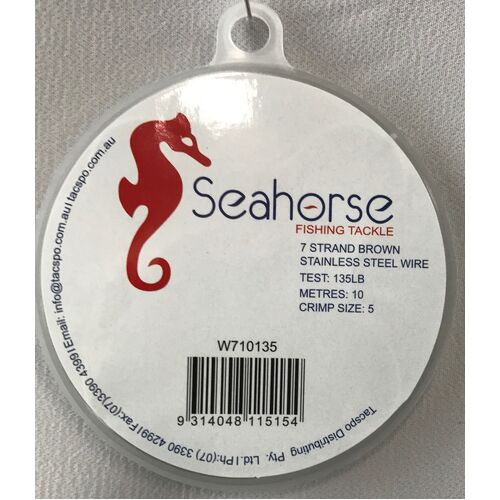 Seahorse
FISHING TACKLE
7 STRAND BROWN
STAINLESS STEEL WIRE
TEST: 135LB
METRES: 10
CRIMP SIZE: 5
W710135
9 314048 115154
Tacspo Distributing Pty. Ltd. I Ph:(07) 3390 4299 I Fax:(07)3390 4399 I Email: info@tacspo.com.au I tacspo.com.au